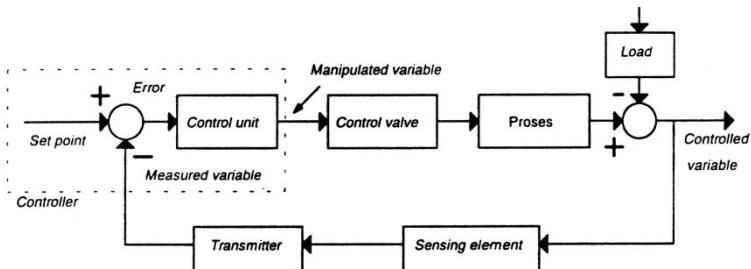 Load
Manipulated variable
Error
+
-
Control unit
Control valve
Proses
Set point
+
Controlled
variable
−
Measured variable
Controller
Transmitter
Sensing element